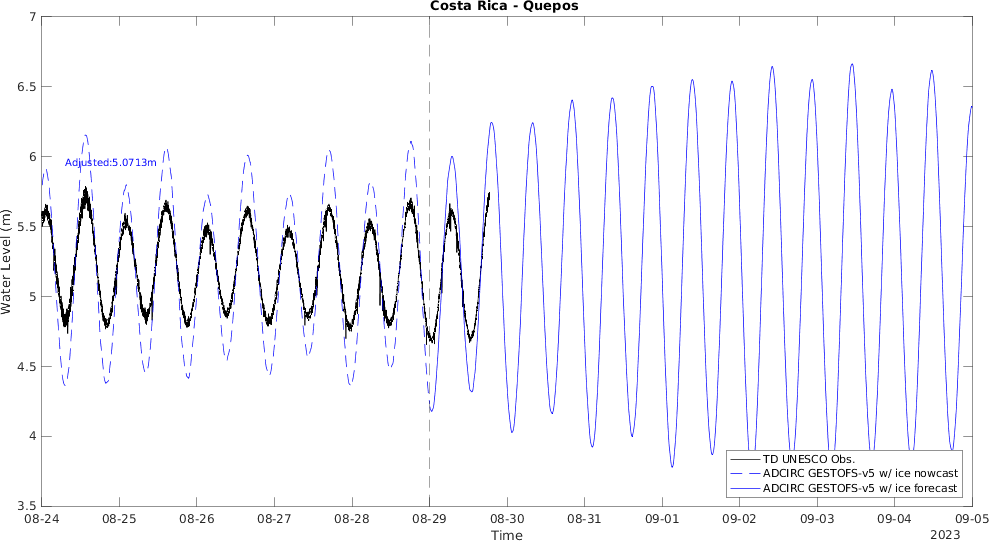 Costa Rica - Quepos
7
6.5
6
5.5
5
4.5
4
3.5
Water Level (m)
Adjusted:5.0713m
TD UNESCO Obs.
ADCIRC GESTOFS-v5 w/ ice nowcast
ADCIRC GESTOFS-v5 w/ ice forecast
08-24 08-25 08-26 08-27 08-28 08-29 08-30 08-31 09-01 09-02 09-03 09-04 09-05
Time
2023